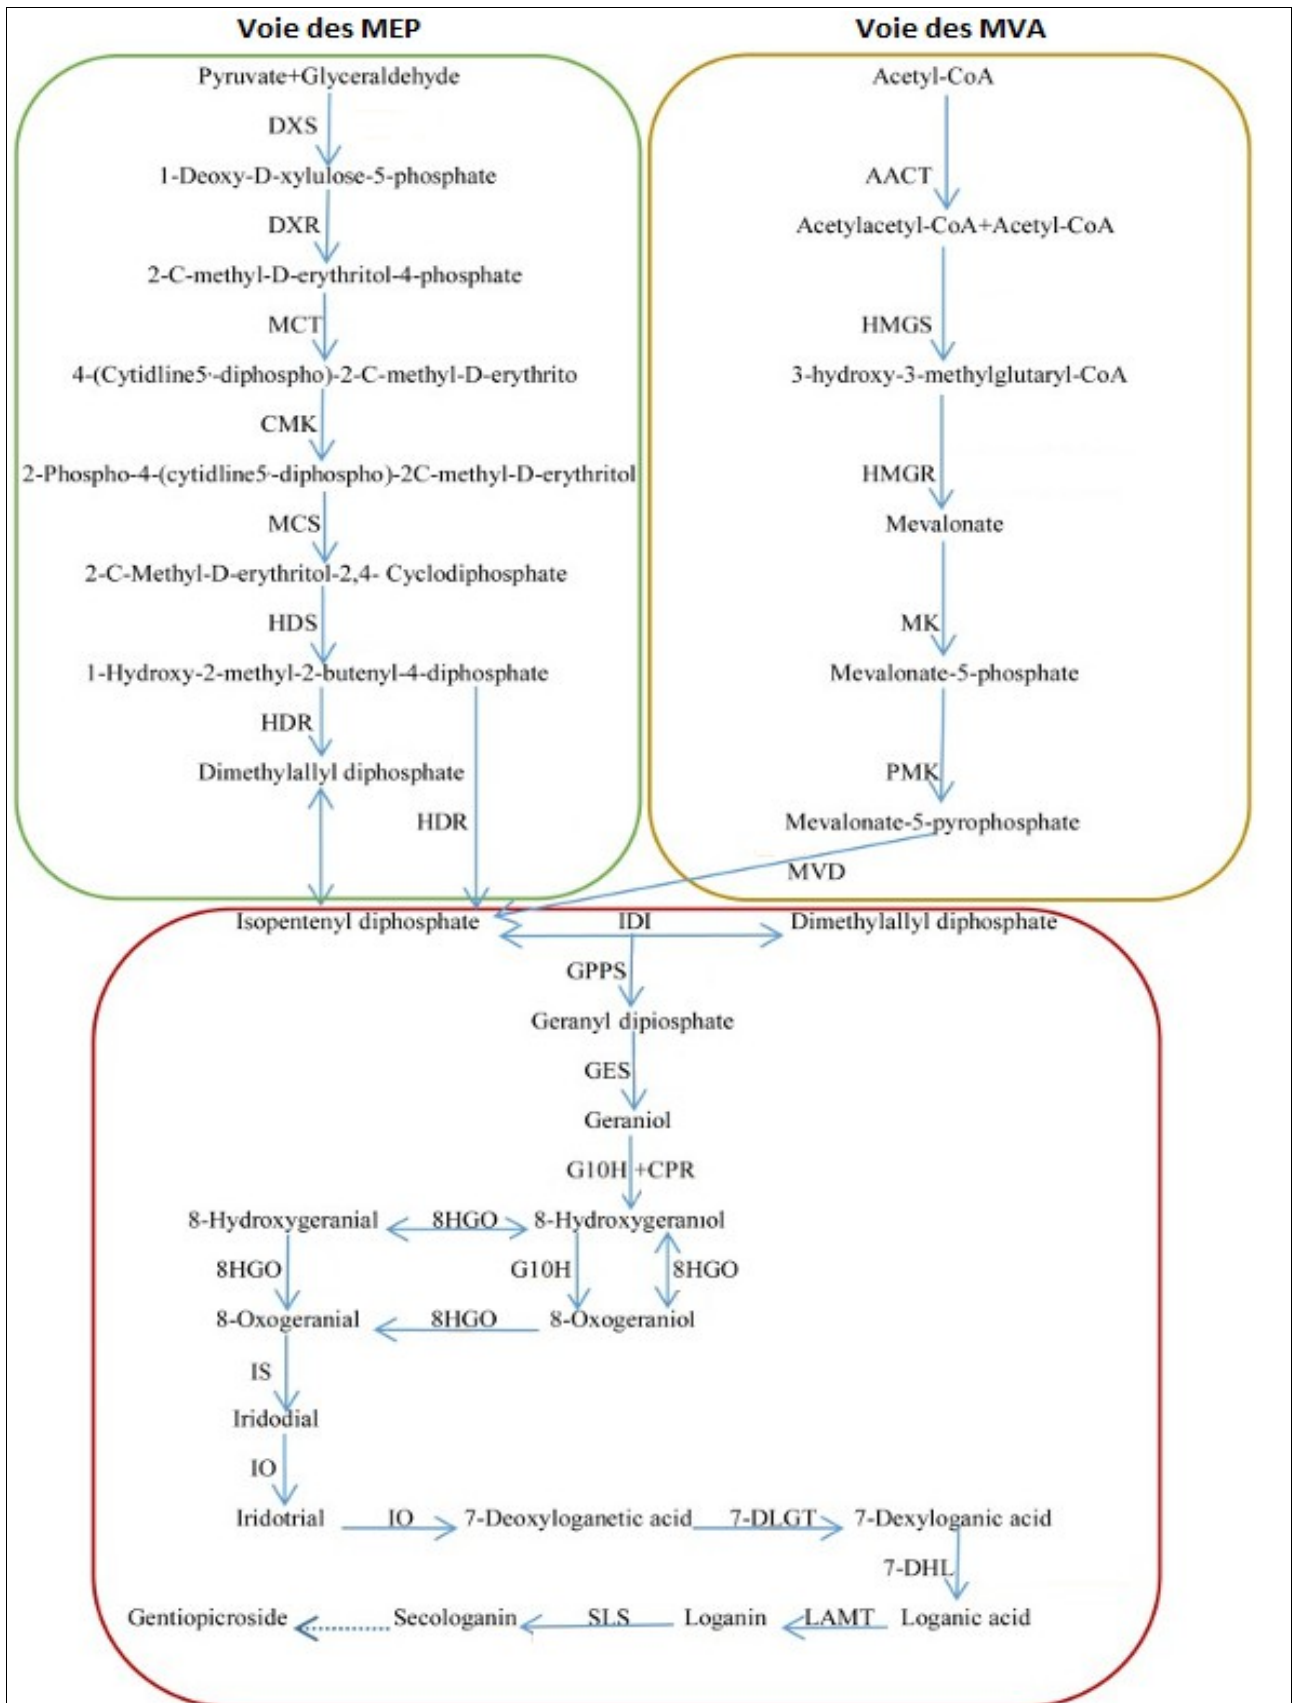 Voie des MEP
Pyruvate+Glyceraldehyde
DXS
1-Deoxy-D-xylulose-5-phosphate
DXR
2-C-methyl-D-erythritol-4-phosphate
MCT
4-(Cytidline5·-diphospho)-2-C-methyl-D-erythrito
CMK
2-Phospho-4-(cytidline5·-diphospho)-2C-methyl-D-erythritol
MCS
2-C-Methyl-D-erythritol-2,4- Cyclodiphosphate
HDS
1-Hydroxy-2-methyl-2-butenyl-4-diphosphate
HDR
Dimethylallyl diphosphate
HDR
Voie des MVA
Acetyl-CoA
AACT
Acetylacetyl-CoA+Acetyl-CoA
HMGS
3-hydroxy-3-methylglutaryl-CoA
HMGR
Mevalonate
MK
Mevalonate-5-phosphate
PMK
Mevalonate-5-pyrophosphate
MVD
Isopentenyl diphosphate IDI Dimethylallyl diphosphate
GPPS
Geranyl dipiosphate
GES
Geraniol
G10H +CPR
8-Hydroxygeranial 8HGO 8-Hydroxygeraniol
8HGO G10H 8HGO
8-Oxogeranial 8HGO 8-Oxogeraniol
IS
Iridodial
IO
Iridotrial IO 7-Deoxyloganetic acid 7-DLGT 7-Dexyloganic acid
7-DHL
Gentiopicroside Secologanin SLS Loganin LAMT Loganic acid